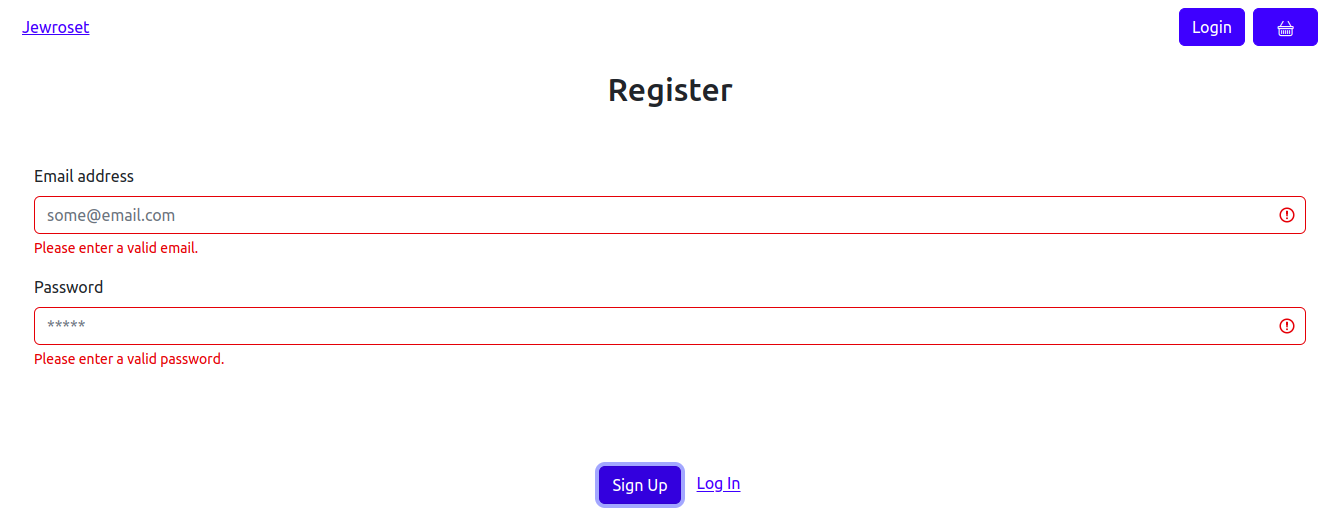 Jewroset
Login
Register
Email address
some@email.com
Please enter a valid email.
Password
*****
Please enter a valid password.
Sign Up Log In